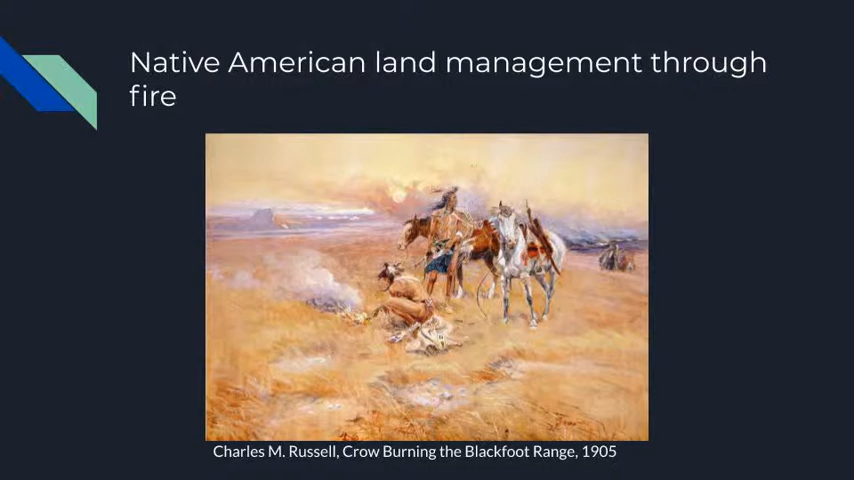 Native American land management through
fire
Charles M. Russell, Crow Burning the Blackfoot Range, 1905